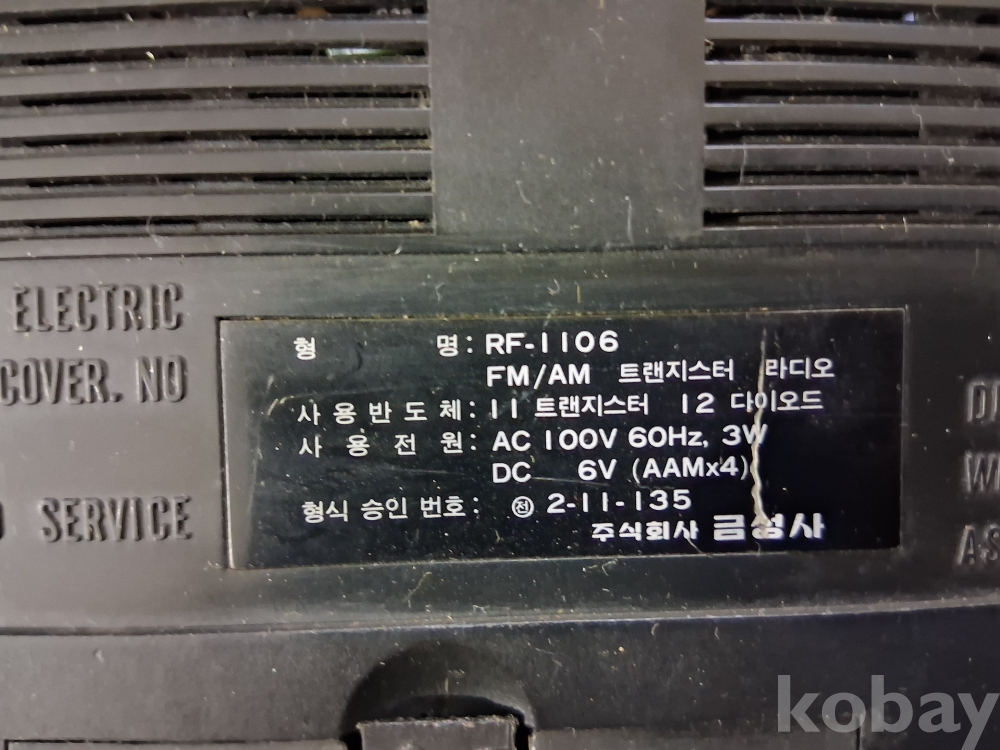 ELECTRIC
COVER. NO
SERVICE
형 명: RF-1106
FM/AM 트랜지스터 라디오
사용반도체: 11 트랜지스터 12 다이오드
사 용 전 원: AC 100V 60Hz, 3W
DC 6V (AAMx4)
형식 승인 번호: ㉄ 2-11-135
주식회사 금성사
AS
kobay